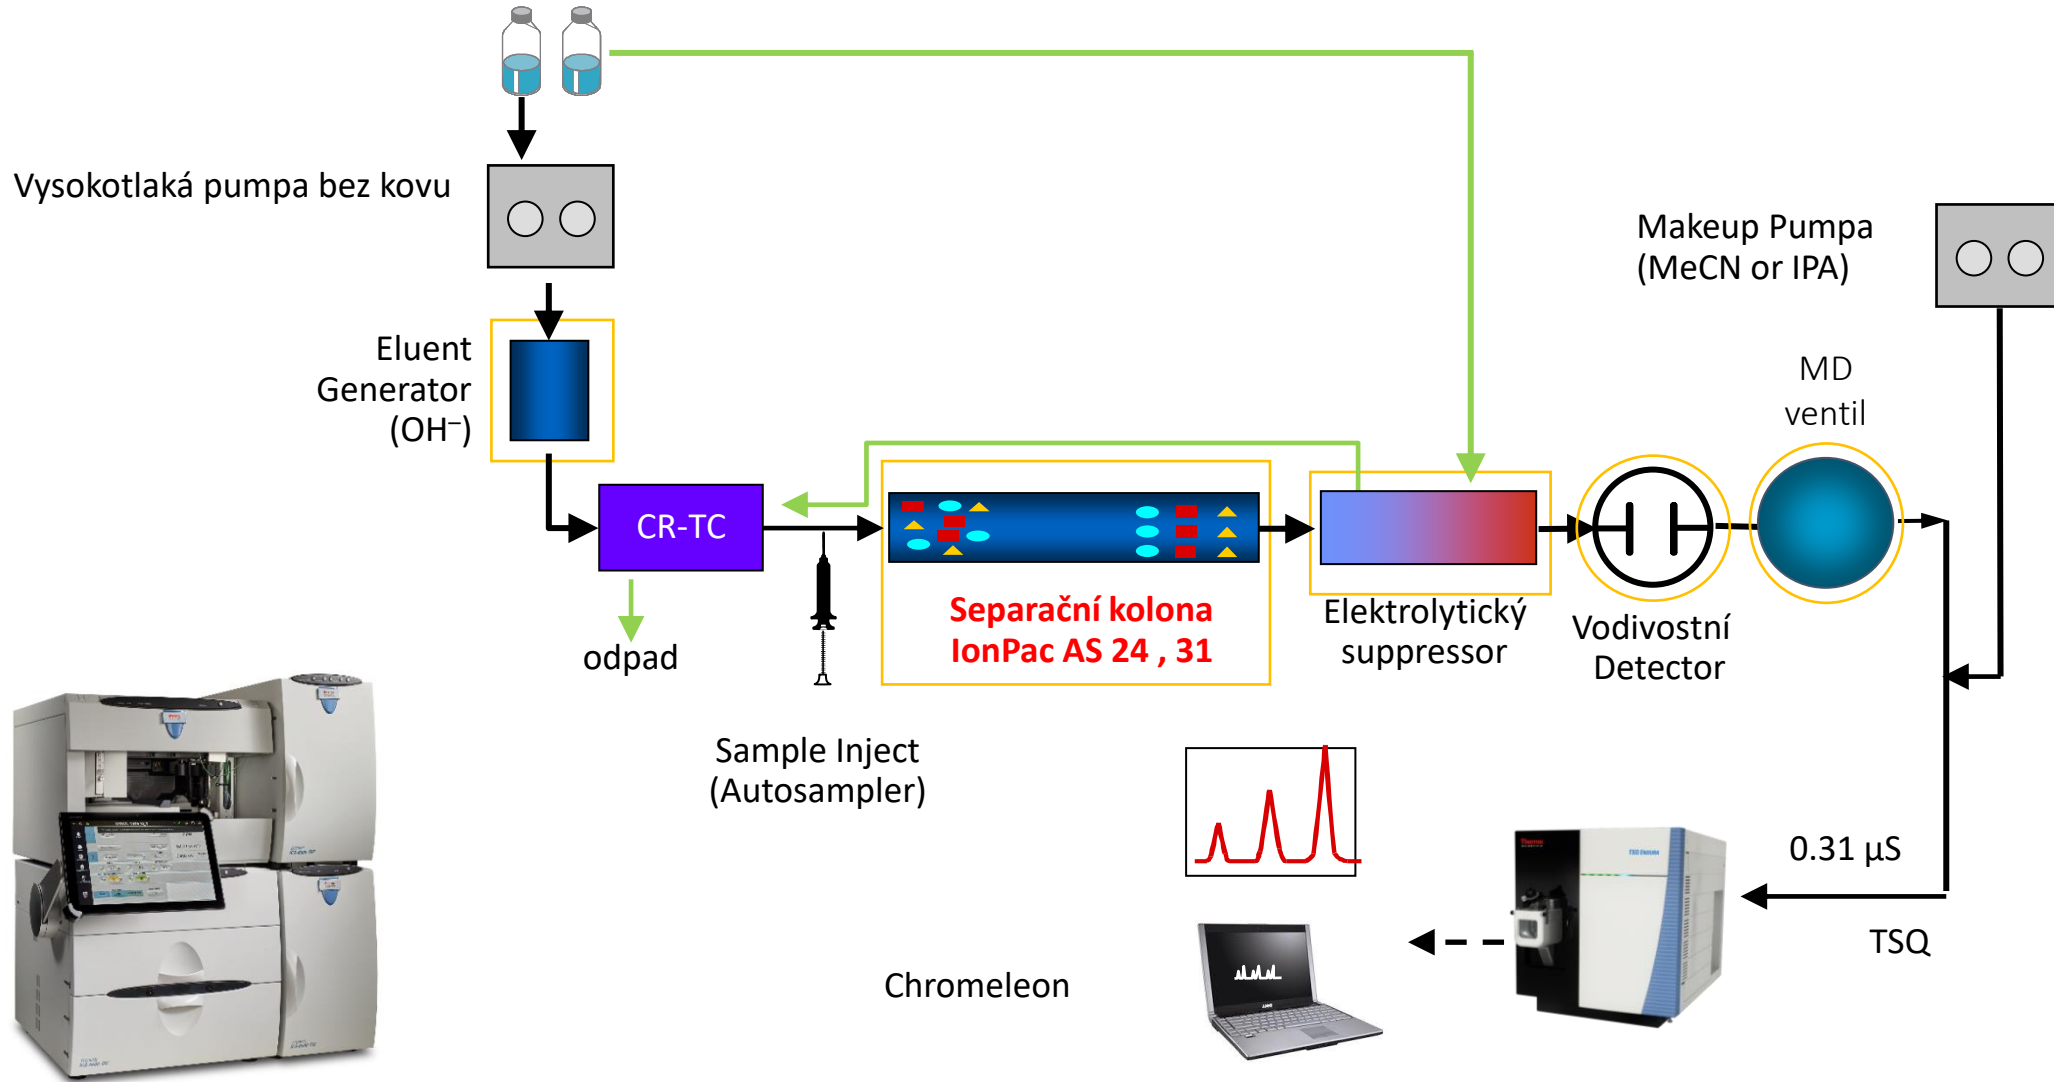 Vysokotlaká pumpa bez kovu
Makeup Pumpa
(MeCN or IPA)
Eluent
Generator
(OH⁻)
MD
ventil
CR-TC
Separační kolona
IonPac AS 24 , 31
Elektrolytický
suppressor
Vodivostní
Detector
odpad
Sample Inject
(Autosampler)
0.31 µS
TSQ
Chromeleon